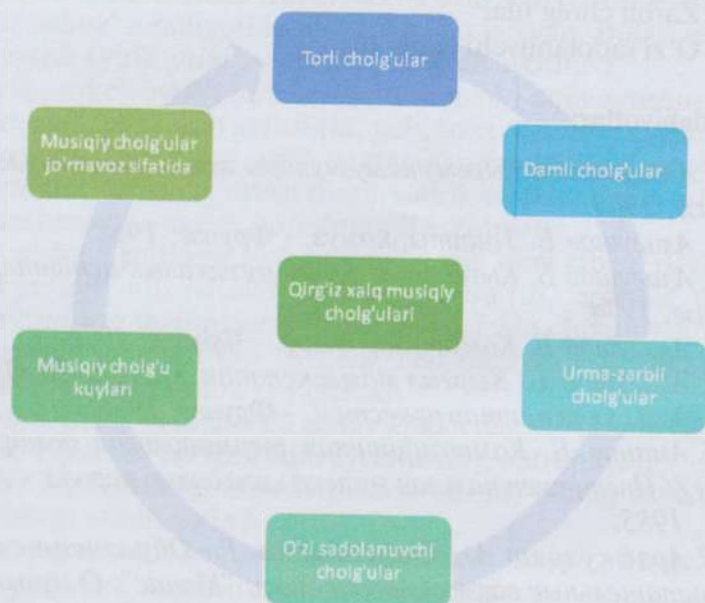 Torli cholg'ular
Damli cholg'ular
Urma-zarbli
cholg'ular
O'zi sadolanuvchi
cholg'ular
Musiqiy cholg'u
kuylari
Musiqiy cholg'ular
jo'rnavoz sifatida
Qirg'iz xalq musiqiy
cholg'ulari